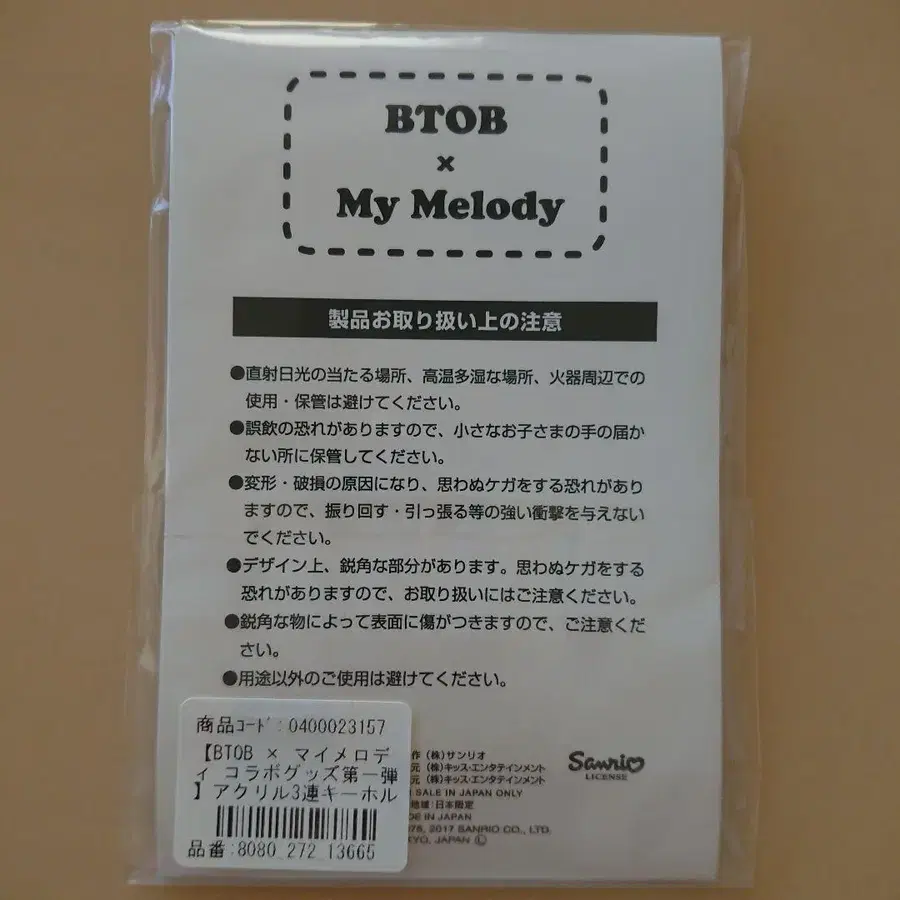 BTOB
×
My Melody
製品お取り扱い上の注意
●直射日光の当たる場所、高温多湿な場所、火器周辺での
使用・保管は避けてください。
●誤飲の恐れがありますので、小さなお子さまの手の届か
ない所に保管してください。
●変形・破損の原因になり、思わぬケガをする恐れがあり
ますので、振り回す・引っ張る等の強い衝撃を与えない
でください。
●デザイン上、鋭角な部分があります。思わぬケガをする
恐れがありますので、お取り扱いにはご注意ください。
●鋭角な物によって表面に傷がつきますので、ご注意くだ
さい。
●用途以外のご使用は避けてください。
商品コード:0400023157
【BTOB × マイメロデ
ィ コラボグッズ第一弾
】アクリル3連キーホル
品番:8080_272_13665
作 (株)サンリオ
元 (株)キッス・エンタテインメント
元 (株)キッス・エンタテインメント
SALE IN JAPAN ONLY
地域:日本限定
DE IN JAPAN
, 2017 SANRIO CO., LTD.
KYO, JAPAN Ⓛ
Sanrio
LICENSE